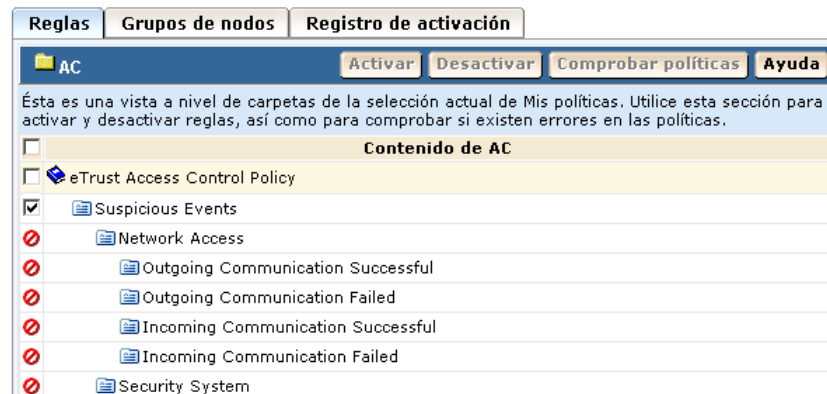 Reglas Grupos de nodos Registro de activación
AC Activar Desactivar Comprobar políticas Ayuda
Ésta es una vista a nivel de carpetas de la selección actual de Mis políticas. Utilice esta sección para
activar y desactivar reglas, así como para comprobar si existen errores en las políticas.
Contenido de AC
eTrust Access Control Policy
Suspicious Events
Network Access
Outgoing Communication Successful
Outgoing Communication Failed
Incoming Communication Successful
Incoming Communication Failed
Security System